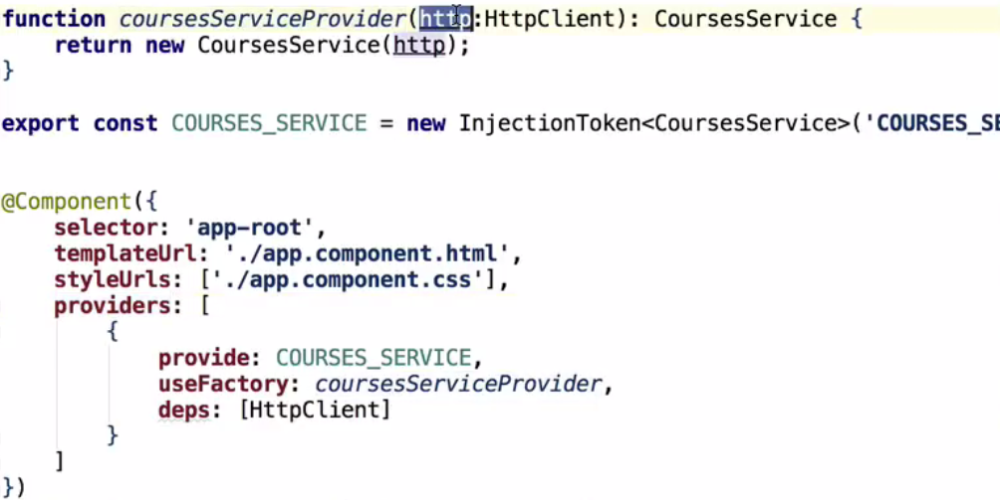 function coursesServiceProvider(http:HttpClient): CoursesService {
    return new CoursesService(http);
}
export const COURSES_SERVICE = new InjectionToken<CoursesService>('COURSES_SE
@Component({
    selector: 'app-root',
    templateUrl: './app.component.html',
    styleUrls: ['./app.component.css'],
    providers: [
        {
            provide: COURSES_SERVICE,
            useFactory: coursesServiceProvider,
            deps: [HttpClient]
        }
    ]
})